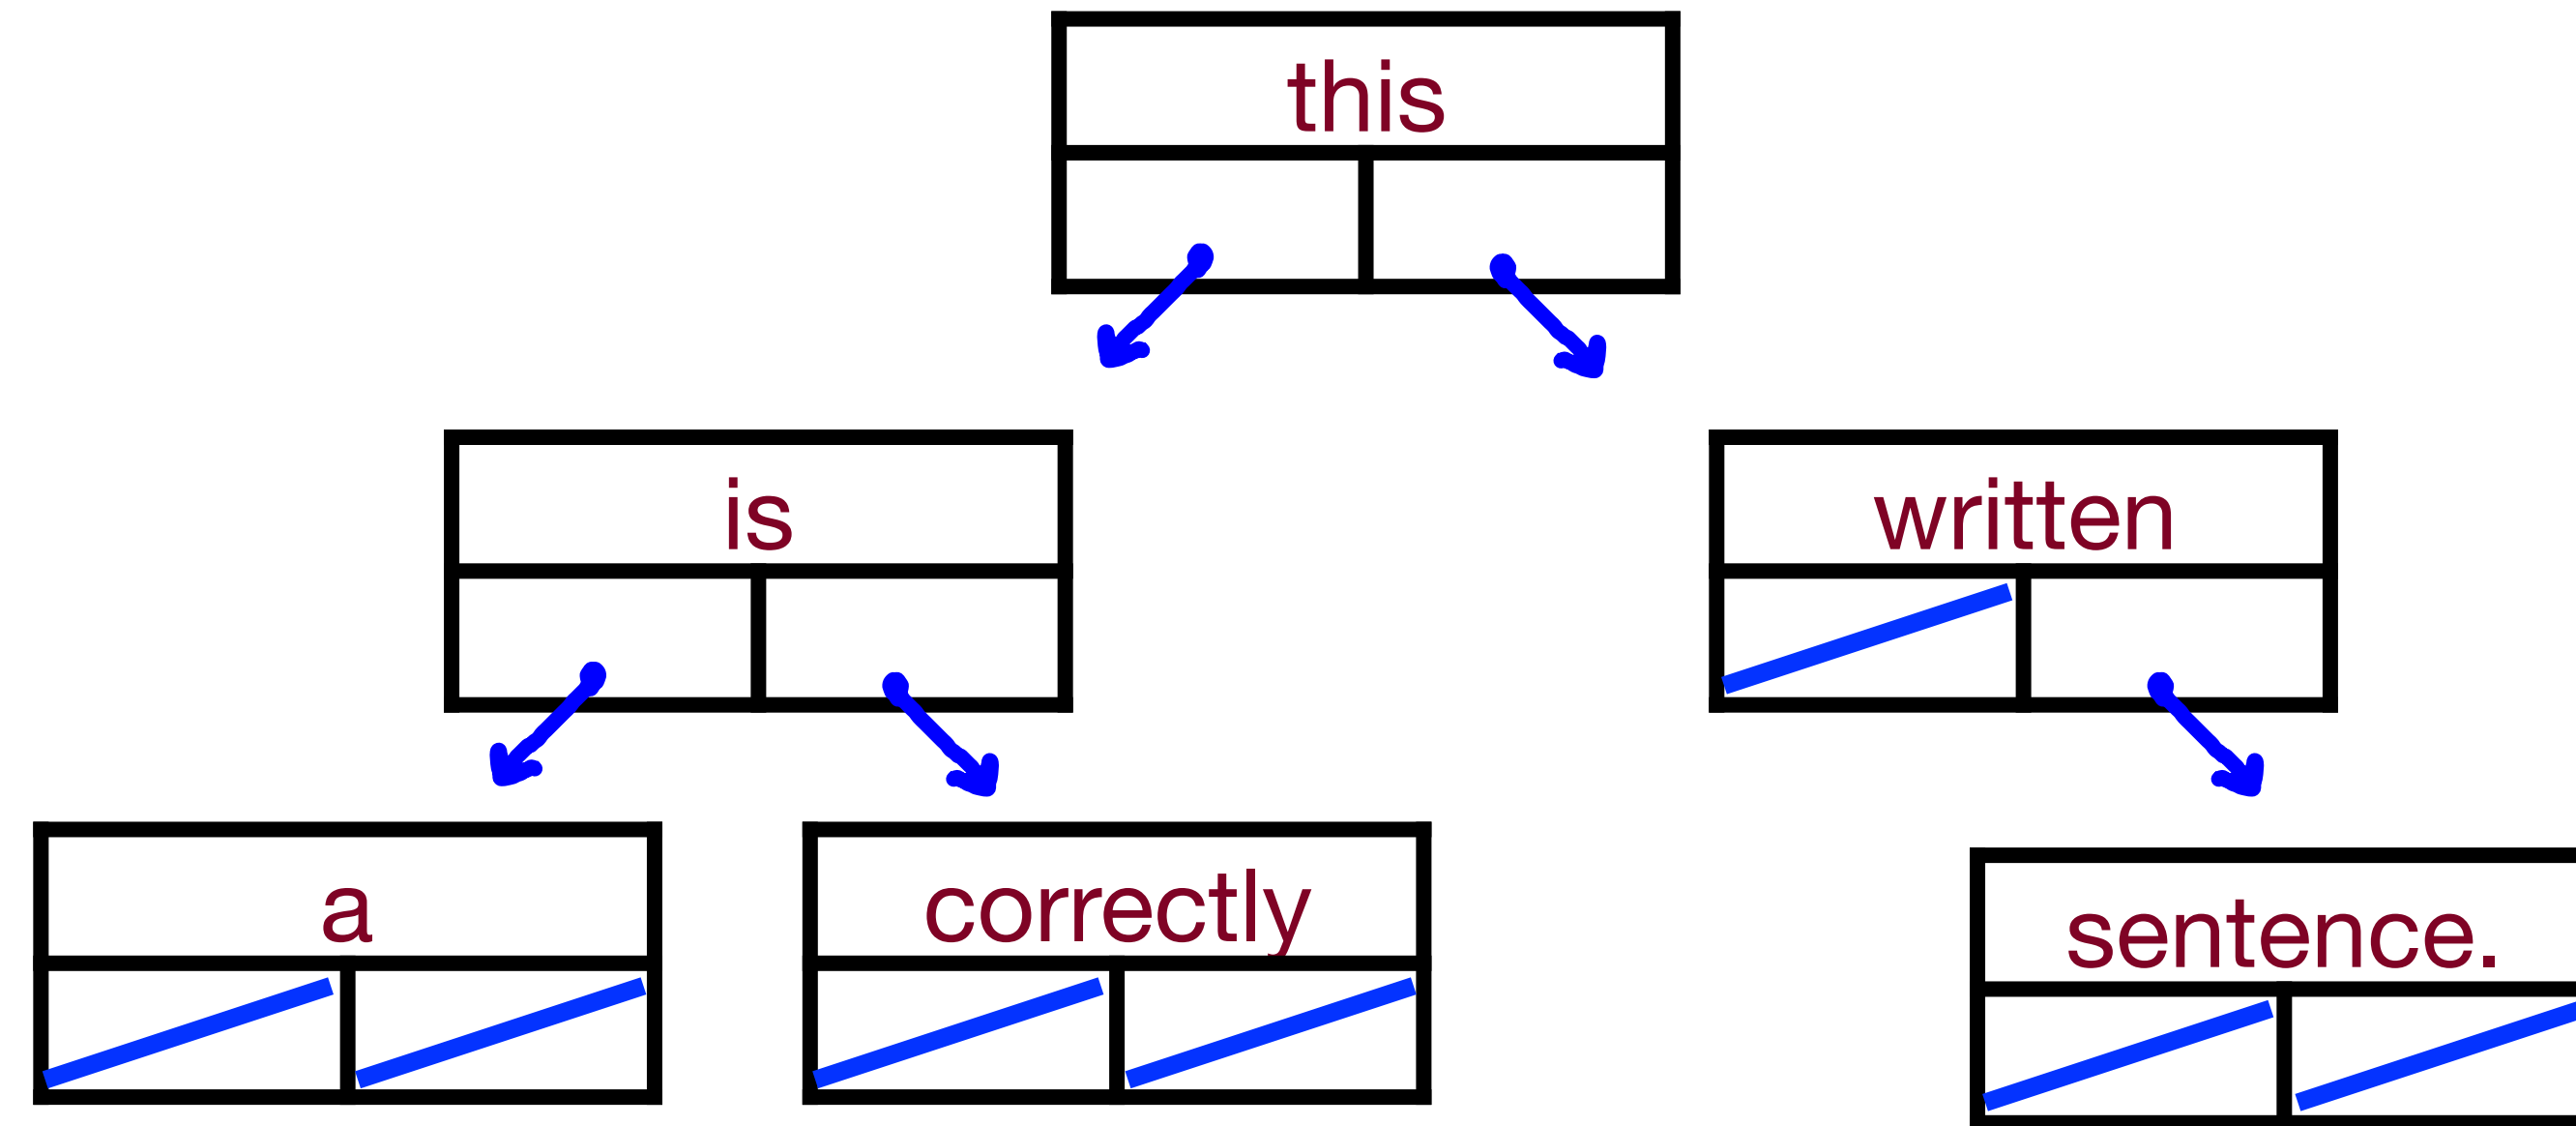 this
is
written
a
correctly
sentence.